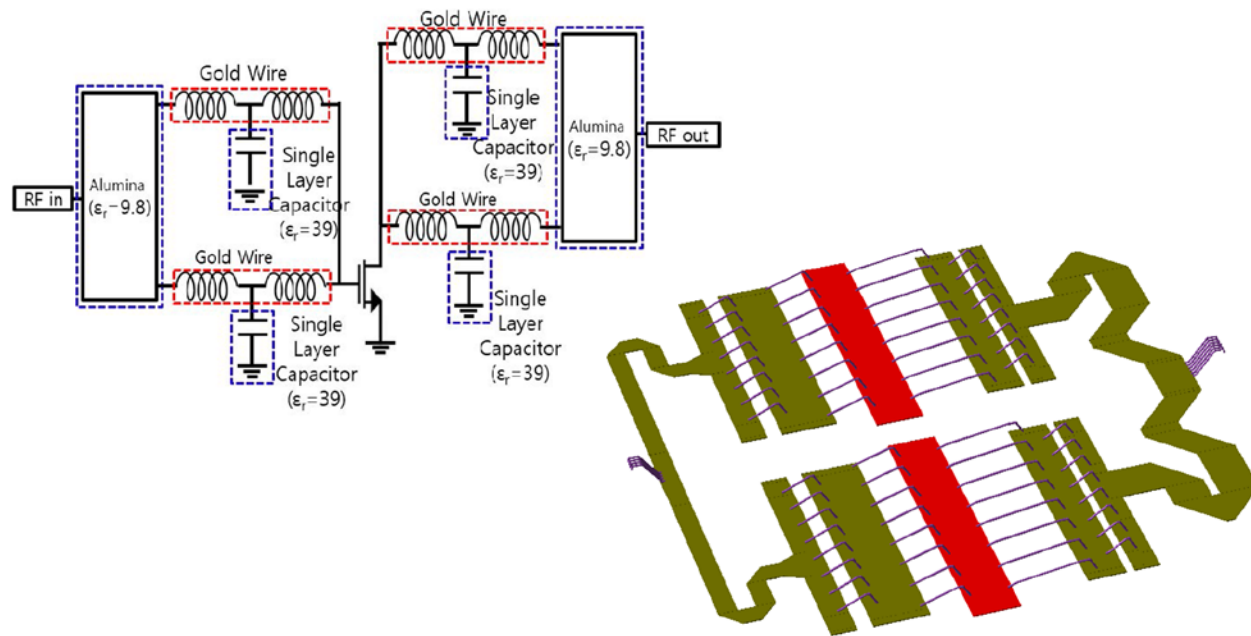 Gold Wire
Single
Layer
Capacitor
(εr=39)
Alumina
(εr=9.8)
RF out
Gold Wire
Gold Wire
Single
Layer
Capacitor
(εr=39)
Alumina
(εr=9.8)
RF in
Gold Wire
Single
Layer
Capacitor
(εr=39)
Single
Layer
Capacitor
(εr=39)